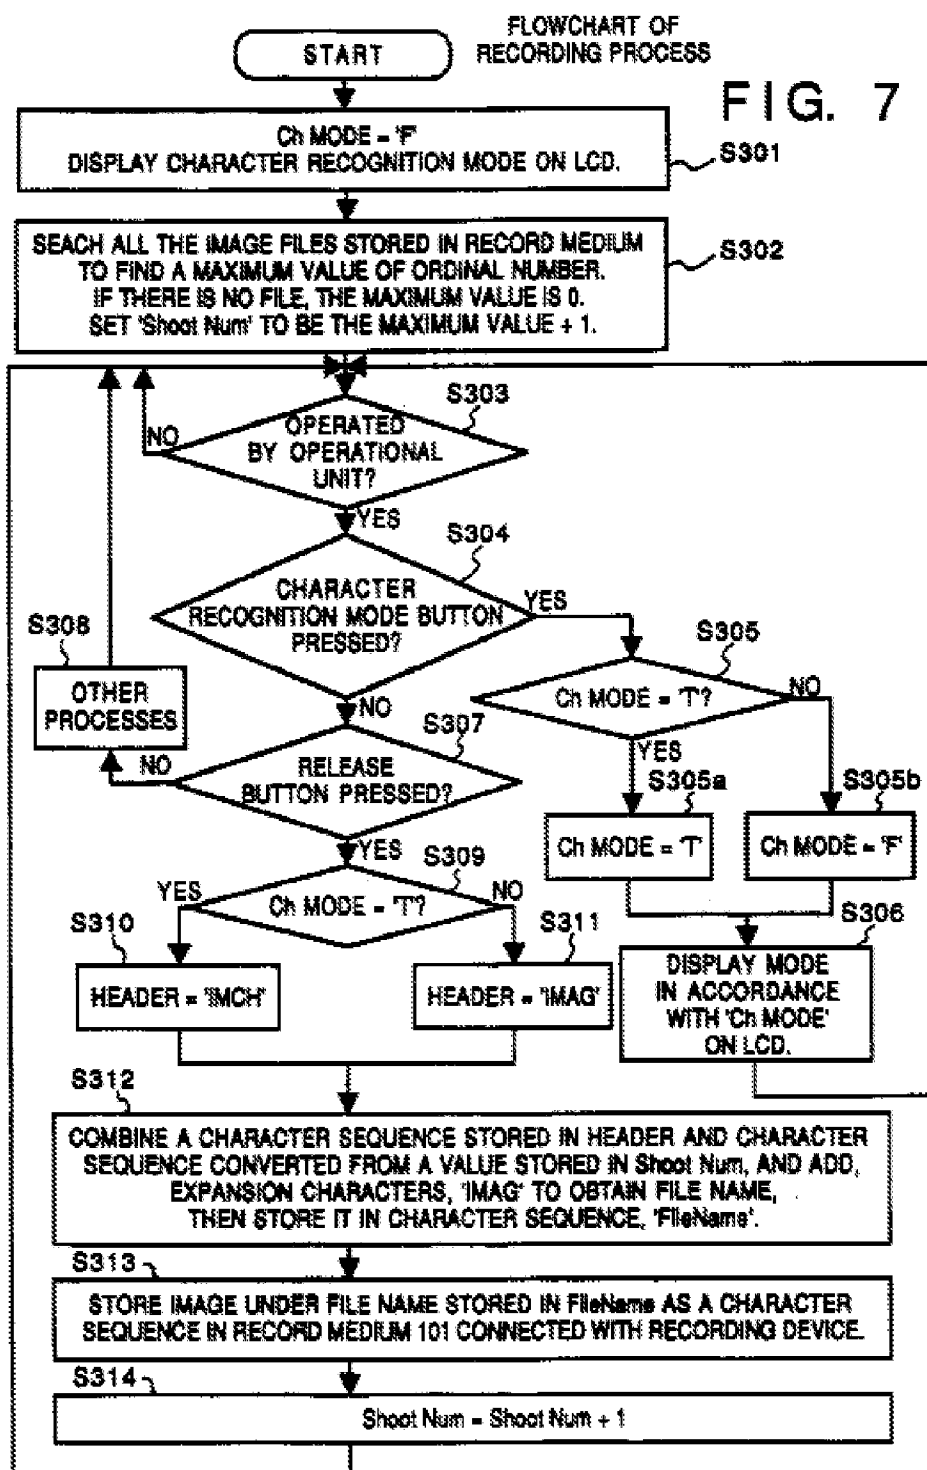 FLOWCHART OF
RECORDING PROCESS
FIG. 7
START
Ch MODE = 'F'
DISPLAY CHARACTER RECOGNITION MODE ON LCD.
S301
SEACH ALL THE IMAGE FILES STORED IN RECORD MEDIUM
TO FIND A MAXIMUM VALUE OF ORDINAL NUMBER.
IF THERE IS NO FILE, THE MAXIMUM VALUE IS 0.
SET 'Shoot Num' TO BE THE MAXIMUM VALUE + 1.
S302
S303
OPERATED
BY OPERATIONAL
UNIT?
NO
YES
S304
CHARACTER
RECOGNITION MODE BUTTON
PRESSED?
YES
NO
S305
Ch MODE = 'T'?
NO
YES
S305a
Ch MODE = 'T'
S305b
Ch MODE = 'F'
S306
DISPLAY MODE
IN ACCORDANCE
WITH 'Ch MODE'
ON LCD.
S308
OTHER
PROCESSES
S307
RELEASE
BUTTON PRESSED?
NO
YES
S309
Ch MODE = 'T'?
YES
NO
S310
HEADER = 'IMCH'
S311
HEADER = 'IMAG'
S312
COMBINE A CHARACTER SEQUENCE STORED IN HEADER AND CHARACTER
SEQUENCE CONVERTED FROM A VALUE STORED IN Shoot Num, AND ADD,
EXPANSION CHARACTERS, 'IMAG' TO OBTAIN FILE NAME,
THEN STORE IT IN CHARACTER SEQUENCE, 'FileName'.
S313
STORE IMAGE UNDER FILE NAME STORED IN FileName AS A CHARACTER
SEQUENCE IN RECORD MEDIUM 101 CONNECTED WITH RECORDING DEVICE.
S314
Shoot Num = Shoot Num + 1